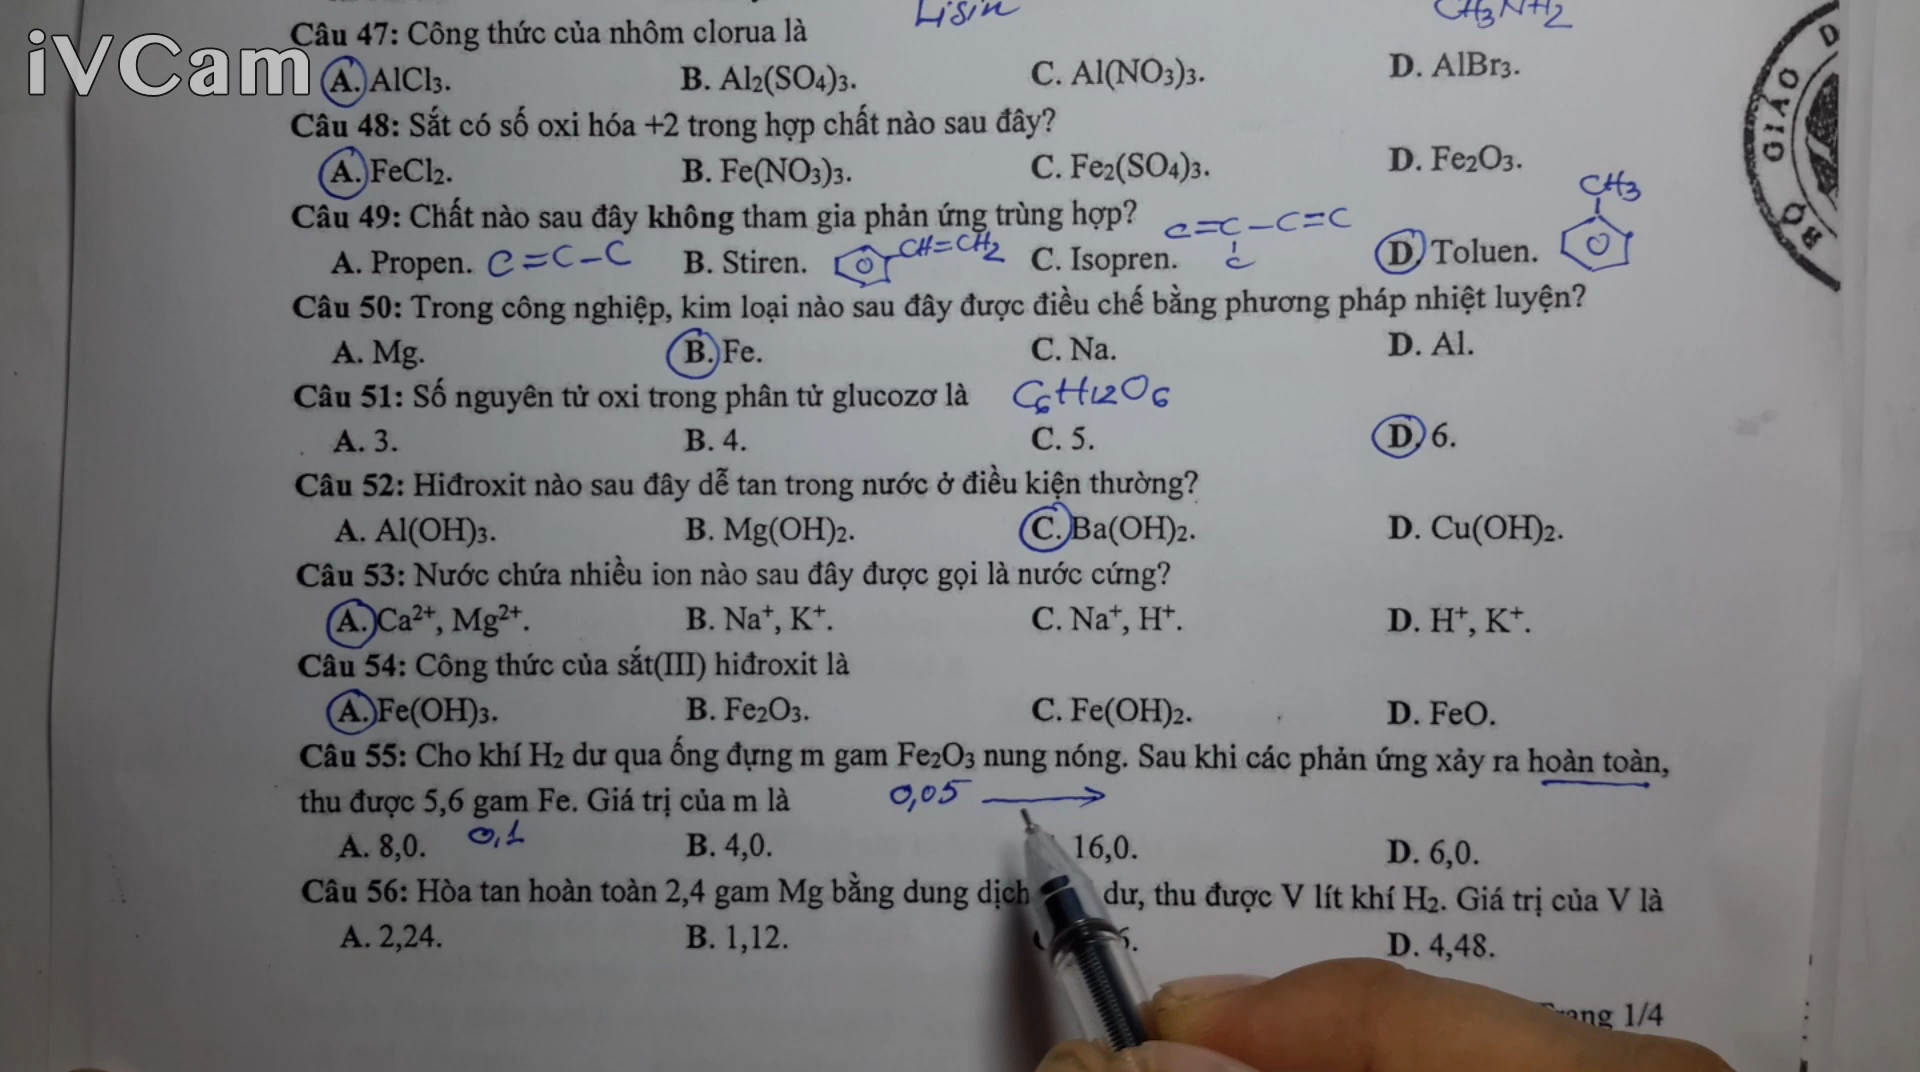 iVCam
Lisin CH3NH2
Câu 47: Công thức của nhôm clorua là
A. AlCl3. B. Al2(SO4)3. C. Al(NO3)3. D. AlBr3.
Câu 48: Sắt có số oxi hóa +2 trong hợp chất nào sau đây?
A. FeCl2. B. Fe(NO3)3. C. Fe2(SO4)3. D. Fe2O3.
Câu 49: Chất nào sau đây không tham gia phản ứng trùng hợp? C=C-C=C CH3
A. Propen. C=C-C B. Stiren. CH=CH2 C. Isopren. C D. Toluen.
Câu 50: Trong công nghiệp, kim loại nào sau đây được điều chế bằng phương pháp nhiệt luyện?
A. Mg. B. Fe. C. Na. D. Al.
Câu 51: Số nguyên tử oxi trong phân tử glucozơ là C6H12O6
A. 3. B. 4. C. 5. D. 6.
Câu 52: Hiđroxit nào sau đây dễ tan trong nước ở điều kiện thường?
A. Al(OH)3. B. Mg(OH)2. C. Ba(OH)2. D. Cu(OH)2.
Câu 53: Nước chứa nhiều ion nào sau đây được gọi là nước cứng?
A. Ca2+, Mg2+. B. Na+, K+. C. Na+, H+. D. H+, K+.
Câu 54: Công thức của sắt(III) hiđroxit là
A. Fe(OH)3. B. Fe2O3. C. Fe(OH)2. D. FeO.
Câu 55: Cho khí H2 dư qua ống đựng m gam Fe2O3 nung nóng. Sau khi các phản ứng xảy ra hoàn toàn,
thu được 5,6 gam Fe. Giá trị của m là 0,05
A. 8,0. 0,1 B. 4,0. 16,0. D. 6,0.
Câu 56: Hòa tan hoàn toàn 2,4 gam Mg bằng dung dịch dư, thu được V lít khí H2. Giá trị của V là
A. 2,24. B. 1,12. D. 4,48.
1/4
BỘ GIÁO D